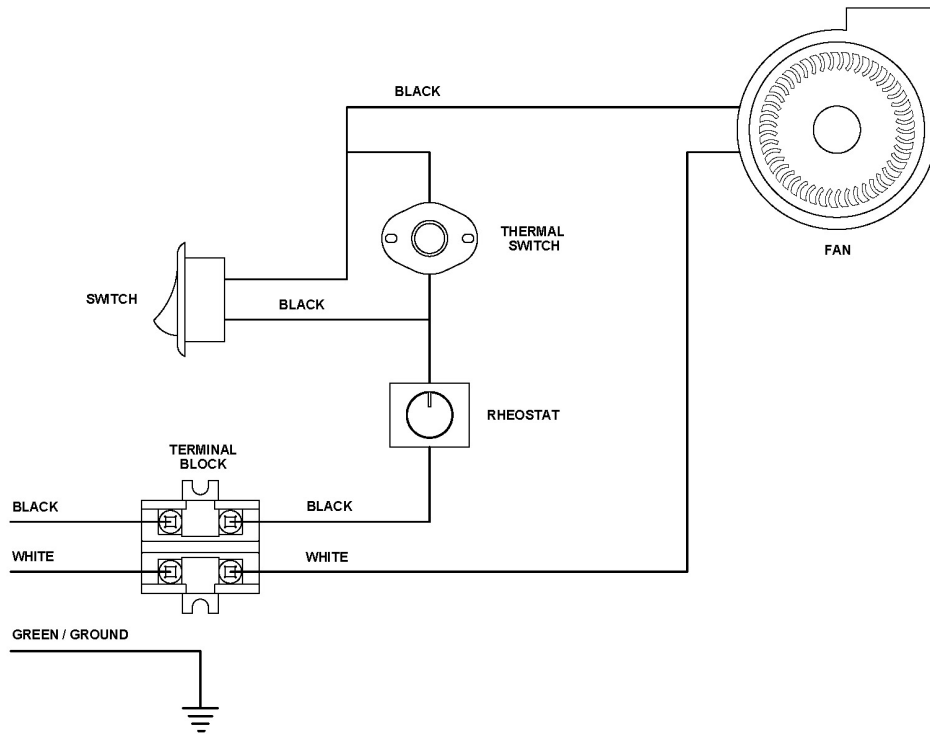 BLACK
THERMAL
SWITCH
FAN
SWITCH
BLACK
RHEOSTAT
TERMINAL
BLOCK
BLACK
BLACK
WHITE
WHITE
GREEN / GROUND